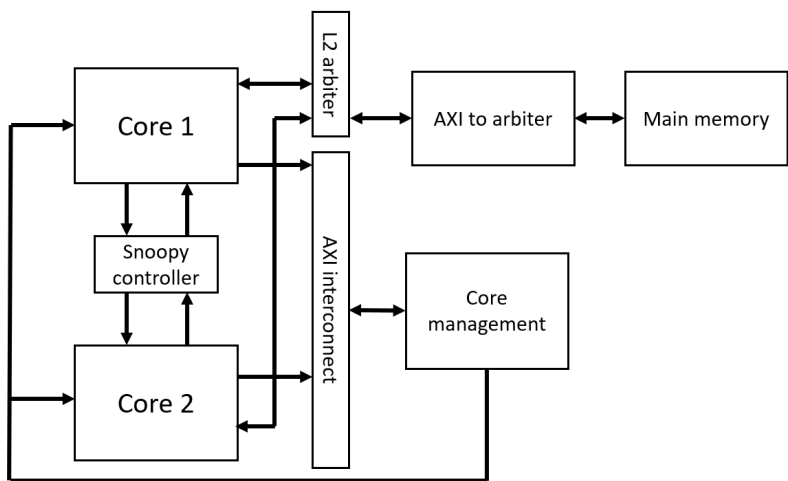 L2 arbiter
Core 1
AXI to arbiter
Main memory
Snoopy
controller
AXI interconnect
Core
management
Core 2